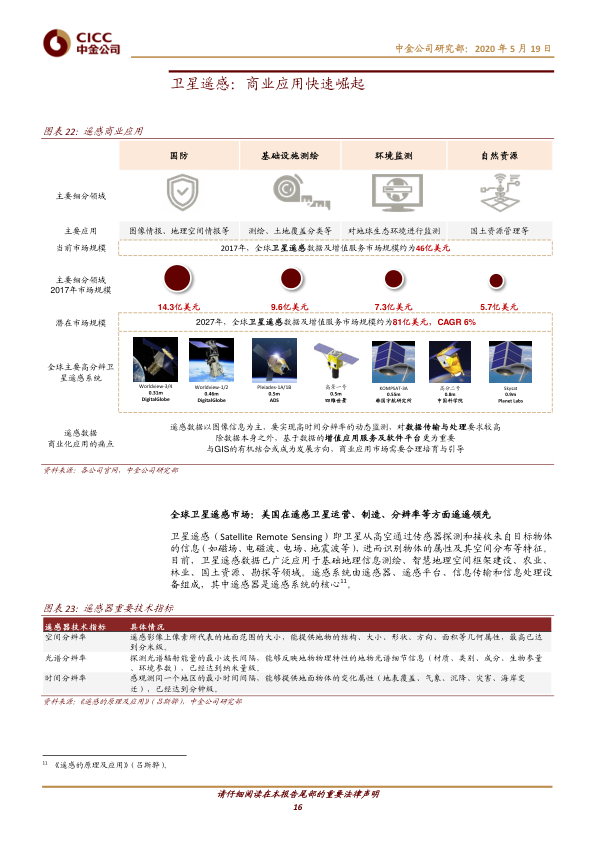 CICC
中金公司
中金公司研究部：2020 年 5 月 19 日
卫星遥感：商业应用快速崛起
图表 22：遥感商业应用
国防 基础设施测绘 环境监测 自然资源
主要细分领域
主要应用 图像情报、地理空间情报等 测绘、土地覆盖分类等 对地球生态环境进行监测 国土资源管理等
当前市场规模 2017年，全球卫星遥感数据及增值服务市场规模约为46亿美元
主要细分领域
2017年市场规模
14.3亿美元 9.6亿美元 7.3亿美元 5.7亿美元
潜在市场规模 2027年，全球卫星遥感数据及增值服务市场规模约为81亿美元、CAGR 6%
全球主要高分辨卫
星遥感系统
Worldview-3/4 Worldview-1/2 Pleiades-1A/1B 高景一号 KOMPSAT-3A 高分二号 Skysat
0.31m 0.46m 0.5m 0.5m 0.55m 0.8m 0.9m
DigitalGlobe DigitalGlobe ADS 四维世景 韩国宇航研究所 中国科学院 Planet Labs
遥感数据
商业化应用的痛点
遥感数据以图像信息为主，要实现高时间分辨率的动态监测，对数据传输与处理要求较高
除数据本身之外，基于数据的增值应用服务及软件平台更为重要
与GIS的有机结合或成为发展方向，商业应用市场需要合理培育与引导
资料来源：各公司官网，中金公司研究部
全球卫星遥感市场：美国在遥感卫星运营、制造、分辨率等方面遥遥领先
卫星遥感（Satellite Remote Sensing）即卫星从高空通过传感器探测和接收来自目标物体
的信息（如磁场、电磁波、电场、地震波等），进而识别物体的属性及其空间分布等特征。
目前，卫星遥感数据已广泛应用于基础地理信息测绘、智慧地理空间框架建设、农业、
林业、国土资源、勘探等领域。遥感系统由遥感器、遥感平台、信息传输和信息处理设
备组成，其中遥感器是遥感系统的核心11。
图表 23：遥感器重要技术指标
遥感器技术指标 具体情况
空间分辨率 遥感影像上像素所代表的地面范围的大小，能提供地物的结构、大小、形状、方向、面积等几何属性，最高已达
到分米级。
光谱分辨率 探测光谱辐射能量的最小波长间隔，能够反映地物物理特性的地物光谱细节信息（材质、类别、成分、生物参量
、环境参数），已经达到纳米量级。
时间分辨率 感观测同一个地区的最小时间间隔，能够提供地面物体的变化属性（地表覆盖、气象、沉降、灾害、海岸变
迁），已经达到分钟级。
资料来源：《遥感的原理及应用》（吕斯骅），中金公司研究部
11 《遥感的原理及应用》（吕斯骅）。
请仔细阅读在本报告尾部的重要法律声明
16